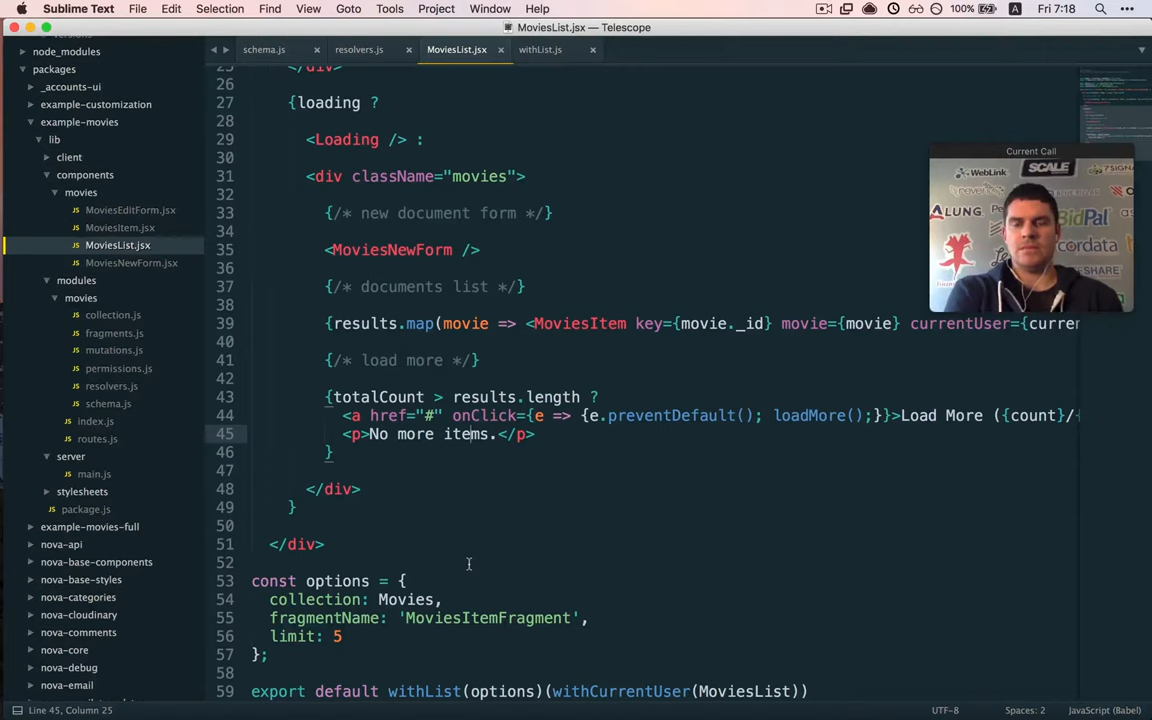 Sublime Text File Edit Selection Find View Goto Tools Project Window Help 100% A Fri 7:18
MoviesList.jsx — Telescope
schema.js × resolvers.js × MoviesList.jsx × withList.js ×
node_modules
packages
_accounts-ui
example-customization
example-movies
lib
client
components
movies
MoviesEditForm.jsx
MoviesItem.jsx
MoviesList.jsx
MoviesNewForm.jsx
modules
movies
collection.js
fragments.js
mutations.js
permissions.js
resolvers.js
schema.js
index.js
routes.js
server
main.js
stylesheets
package.js
example-movies-full
nova-api
nova-base-components
nova-base-styles
nova-categories
nova-cloudinary
nova-comments
nova-core
nova-debug
nova-email
25 </div>
26
27 {loading ?
28
29 <Loading /> :
30
31 <div className="movies">
32
33 {/* new document form */}
34
35 <MoviesNewForm />
36
37 {/* documents list */}
38
39 {results.map(movie => <MoviesItem key={movie._id} movie={movie} currentUser={curren
40
41 {/* load more */}
42
43 {totalCount > results.length ?
44 <a href="#" onClick={e => {e.preventDefault(); loadMore();}}>Load More ({count}/{
45 <p>No more items.</p>
46 }
47
48 </div>
49 }
50
51 </div>
52
53 const options = {
54 collection: Movies,
55 fragmentName: 'MoviesItemFragment',
56 limit: 5
57 };
58
59 export default withList(options)(withCurrentUser(MoviesList))
Current Call
WebLink
SCALE
ALUNG
BidPal
cordata
Line 45, Column 25 UTF-8 Spaces: 2 JavaScript (Babel)